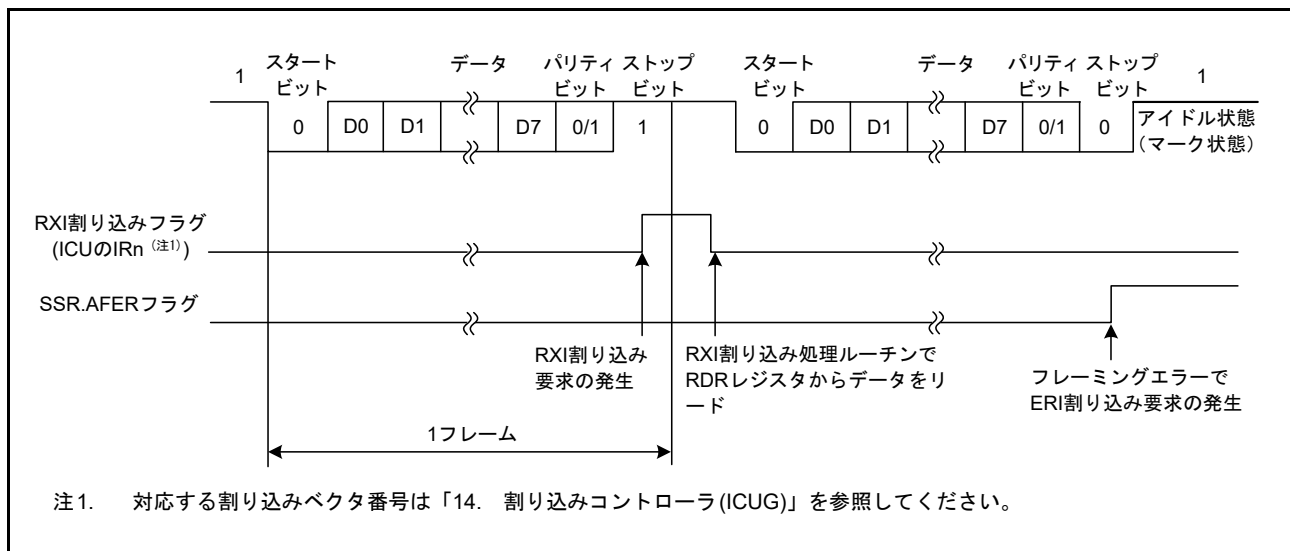 1
スタート
ビット
データ
パリティ
ビット
ストップ
ビット
スタート
ビット
データ
パリティ
ビット
ストップ
ビット
1
0
D0
D1
D7
0/1
1
0
D0
D1
D7
0/1
0
アイドル状態
(マーク状態)
RXI割り込みフラグ
(ICUのIRn (注1))
SSR.AFERフラグ
RXI割り込み
要求の発生
RXI割り込み処理ルーチンで
RDRレジスタからデータをリ
ード
フレーミングエラーで
ERI割り込み要求の発生
1フレーム
注1. 対応する割り込みベクタ番号は「14. 割り込みコントローラ(ICUG)」を参照してください。